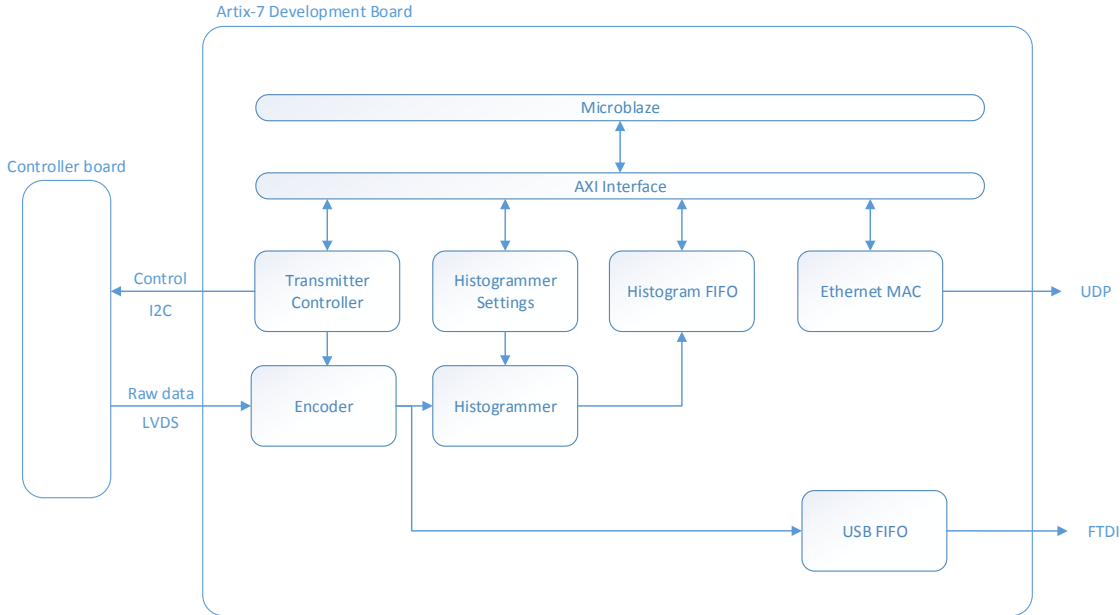 Artix-7 Development Board
Microblaze
Controller board
AXI Interface
Control
I2C
Transmitter
Controller
Histogrammer
Settings
Histogram FIFO
Ethernet MAC
UDP
Raw data
LVDS
Encoder
Histogrammer
USB FIFO
FTDI